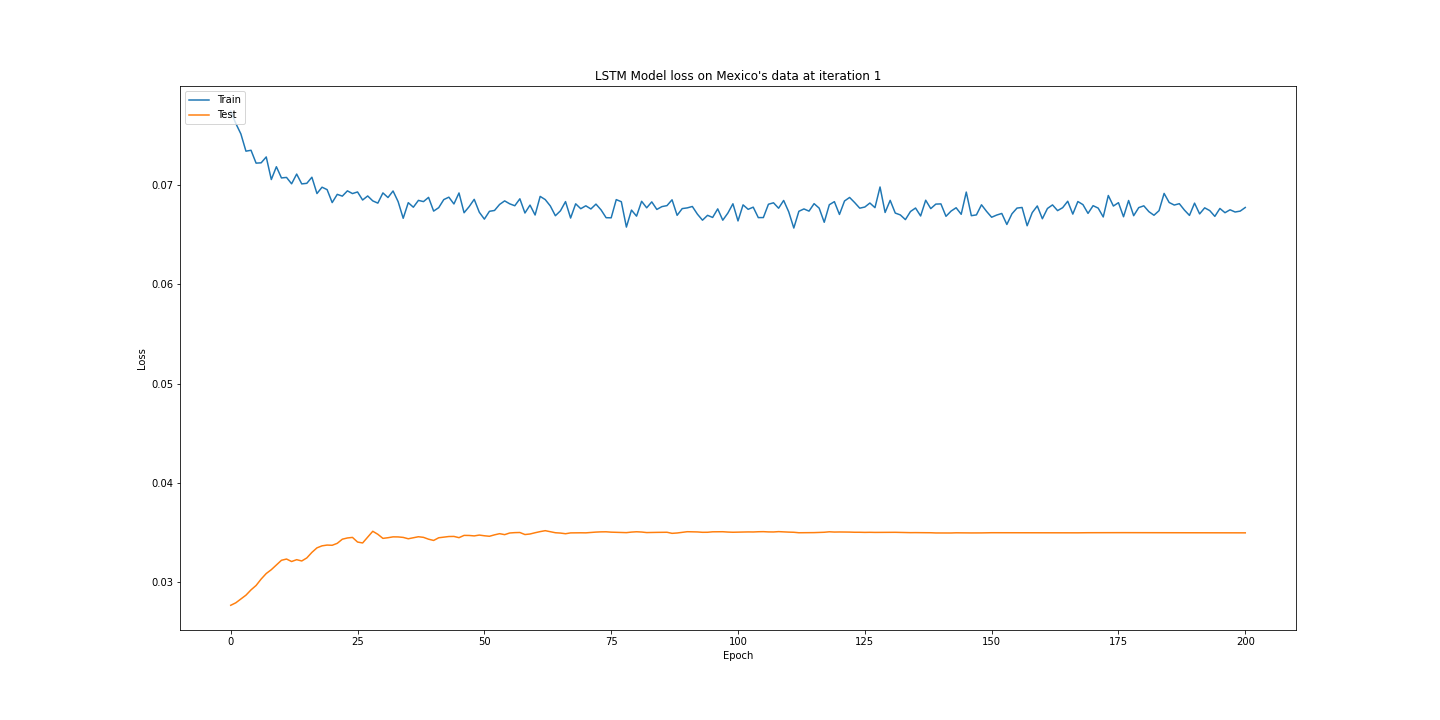 LSTM Model loss on Mexico's data at iteration 1
Train
Test
0.07
0.06
0.05
0.04
0.03
Loss
0 25 50 75 100 125 150 175 200
Epoch